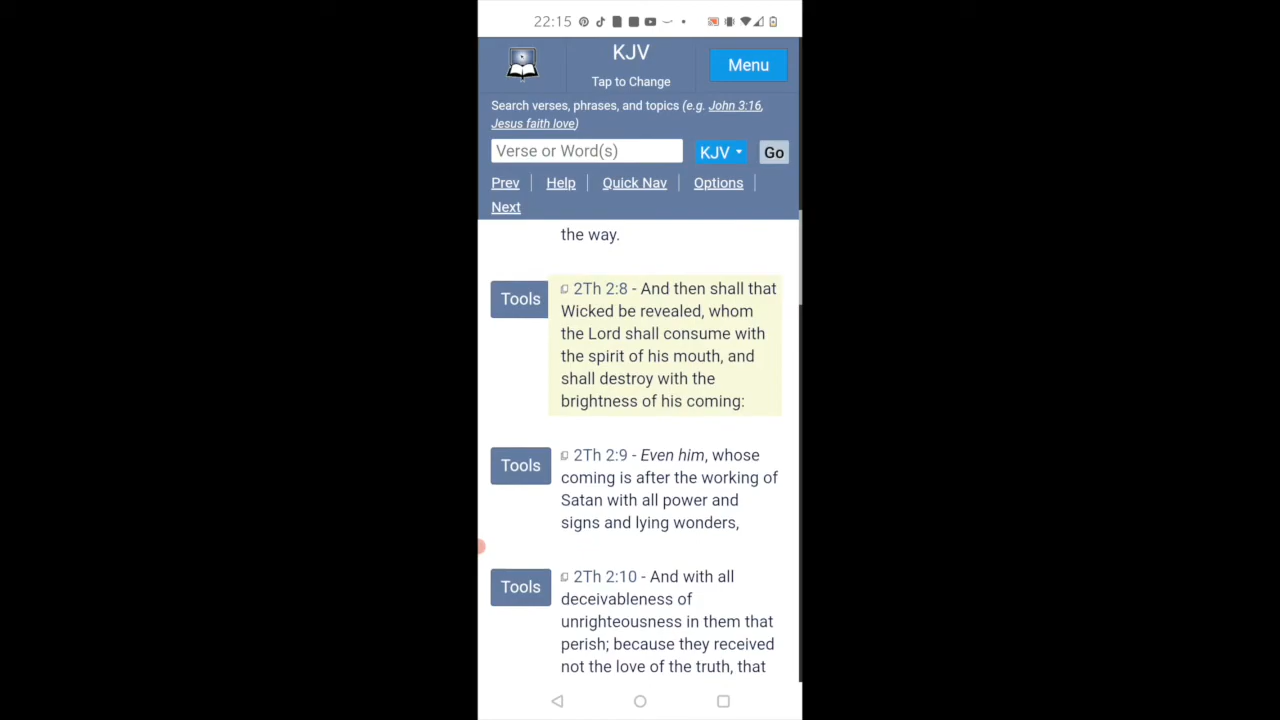 22:15
KJV
Tap to Change
Menu
Search verses, phrases, and topics (e.g. John 3:16,
Jesus faith love)
Verse or Word(s)
KJV
Go
Prev
Help
Quick Nav
Options
Next
the way.
Tools
2Th 2:8 - And then shall that
Wicked be revealed, whom
the Lord shall consume with
the spirit of his mouth, and
shall destroy with the
brightness of his coming:
Tools
2Th 2:9 - Even him, whose
coming is after the working of
Satan with all power and
signs and lying wonders,
Tools
2Th 2:10 - And with all
deceivableness of
unrighteousness in them that
perish; because they received
not the love of the truth, that